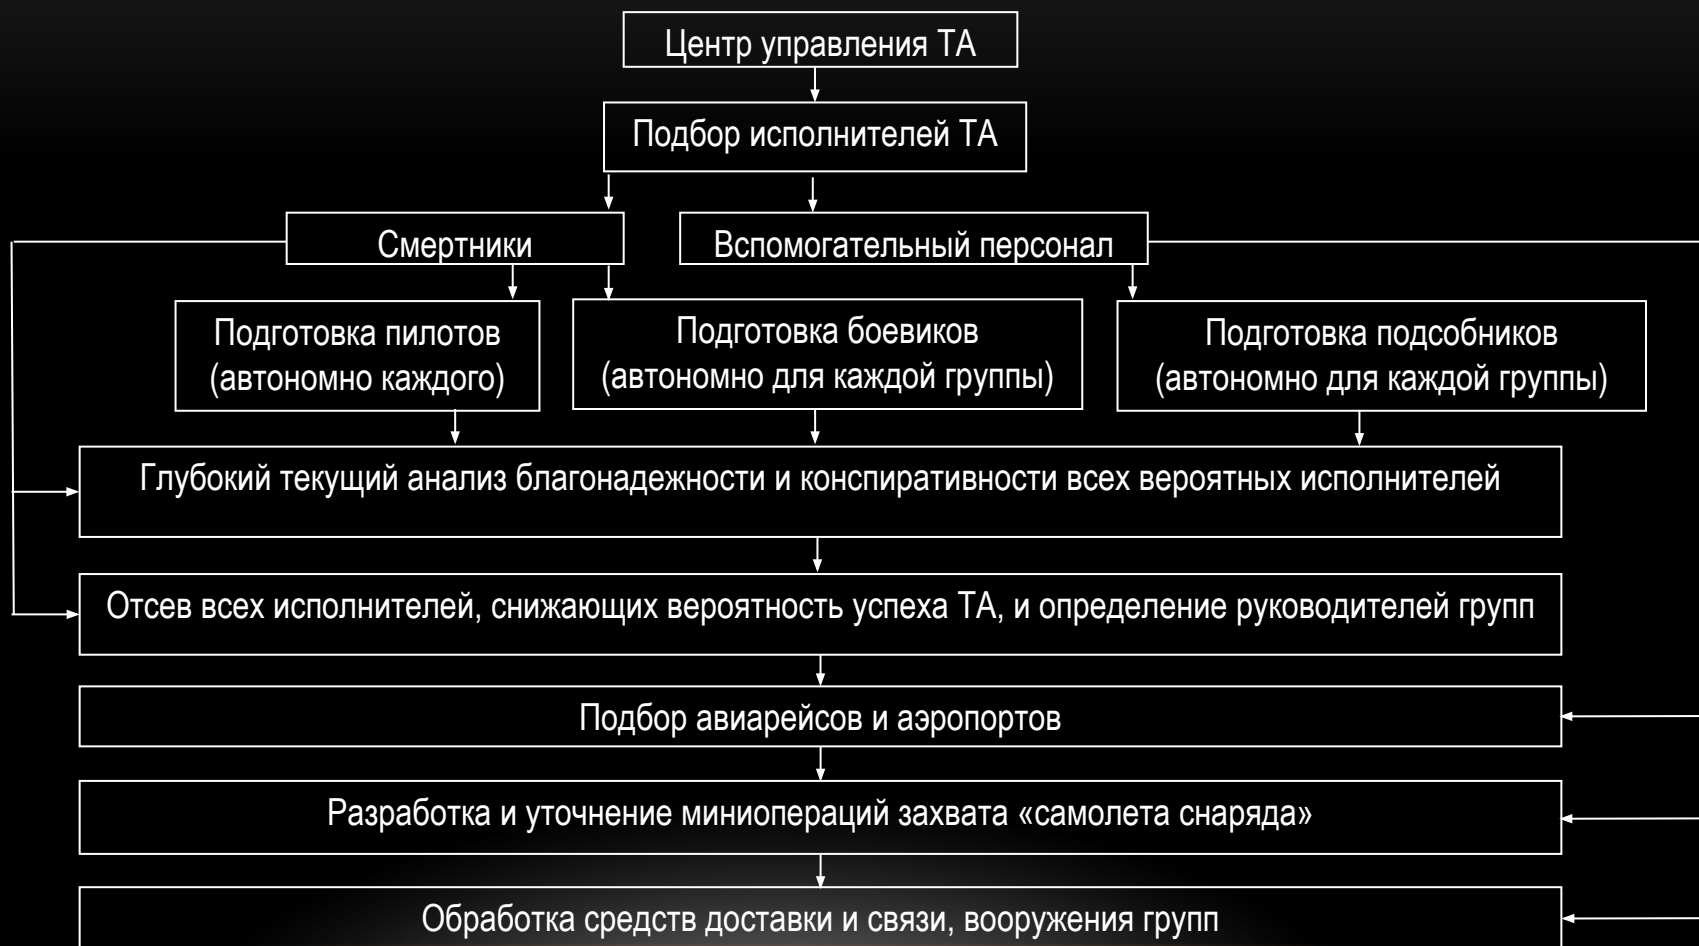 Центр управления ТА
Подбор исполнителей ТА
Смертники
Вспомогательный персонал
Подготовка пилотов
(автономно каждого)
Подготовка боевиков
(автономно для каждой группы)
Подготовка подсобников
(автономно для каждой группы)
Глубокий текущий анализ благонадежности и конспиративности всех вероятных исполнителей
Отсев всех исполнителей, снижающих вероятность успеха ТА, и определение руководителей групп
Подбор авиарейсов и аэропортов
Разработка и уточнение миниопераций захвата «самолета снаряда»
Обработка средств доставки и связи, вооружения групп